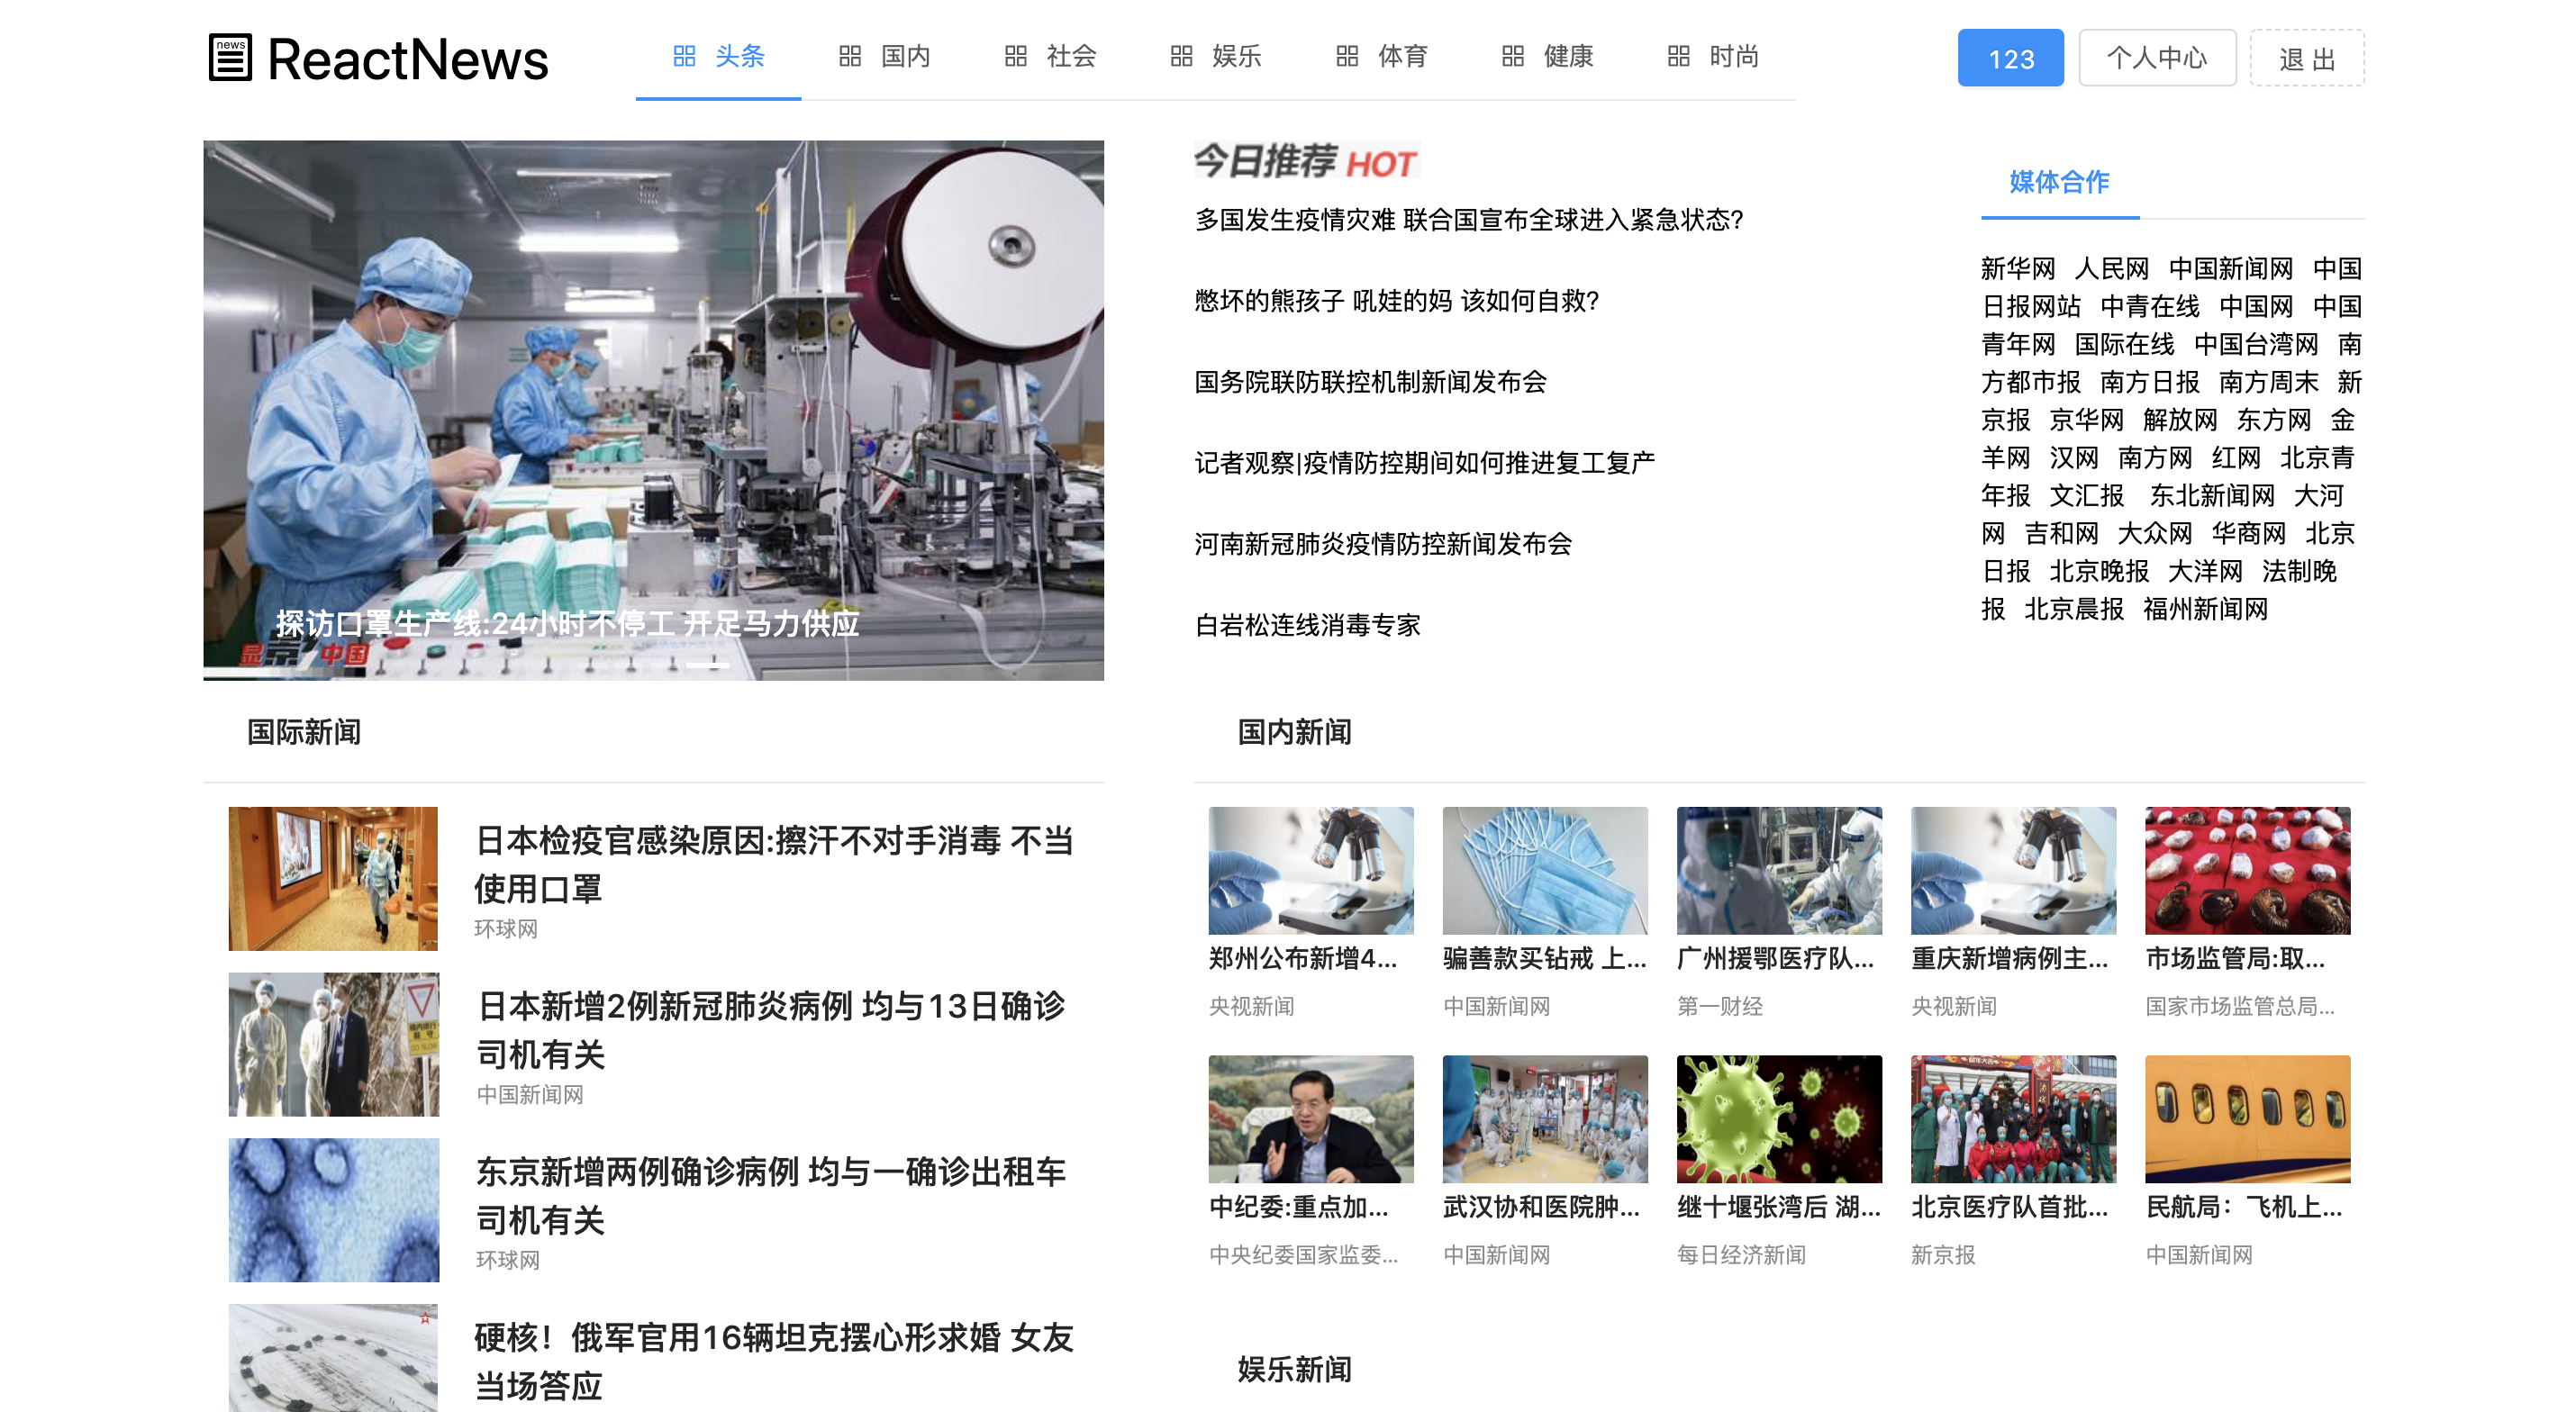 news
ReactNews
头条
国内
社会
娱乐
体育
健康
时尚
123
个人中心
退 出
探访口罩生产线:24小时不停工 开足马力供应
今日推荐 HOT
多国发生疫情灾难 联合国宣布全球进入紧急状态?
憋坏的熊孩子 吼娃的妈 该如何自救?
国务院联防联控机制新闻发布会
记者观察|疫情防控期间如何推进复工复产
河南新冠肺炎疫情防控新闻发布会
白岩松连线消毒专家
媒体合作
新华网 人民网 中国新闻网 中国
日报网站 中青在线 中国网 中国
青年网 国际在线 中国台湾网 南
方都市报 南方日报 南方周末 新
京报 京华网 解放网 东方网 金
羊网 汉网 南方网 红网 北京青
年报 文汇报 东北新闻网 大河
网 吉和网 大众网 华商网 北京
日报 北京晚报 大洋网 法制晚
报 北京晨报 福州新闻网
国际新闻
日本检疫官感染原因:擦汗不对手消毒 不当
使用口罩
环球网
日本新增2例新冠肺炎病例 均与13日确诊
司机有关
中国新闻网
东京新增两例确诊病例 均与一确诊出租车
司机有关
环球网
硬核！俄军官用16辆坦克摆心形求婚 女友
当场答应
国内新闻
郑州公布新增4...
央视新闻
骗善款买钻戒 上...
中国新闻网
广州援鄂医疗队...
第一财经
重庆新增病例主...
央视新闻
市场监管局:取...
国家市场监管总局...
中纪委:重点加...
中央纪委国家监委...
武汉协和医院肿...
中国新闻网
继十堰张湾后 湖...
每日经济新闻
北京医疗队首批...
新京报
民航局：飞机上...
中国新闻网
娱乐新闻